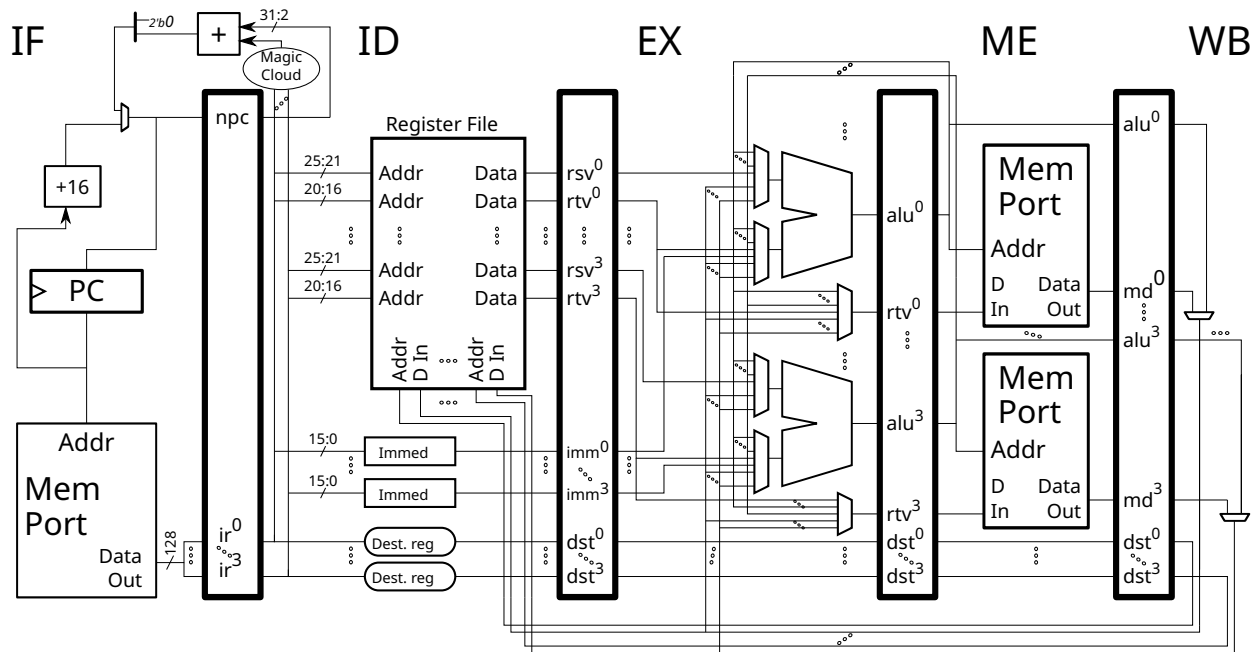 IF
ID
EX
ME
WB
2'b0
+
31:2
Magic
Cloud
npc
+16
PC
Addr
Mem
Port
Data
Out
128
ir0
ir3
Register File
25:21
Addr
Data
20:16
Addr
Data
25:21
Addr
Data
20:16
Addr
Data
Addr
D In
Addr
D In
15:0
Immed
15:0
Immed
Dest. reg
Dest. reg
rsv0
rtv0
rsv3
rtv3
imm0
imm3
dst0
dst3
alu0
rtv0
alu3
rtv3
dst0
dst3
Mem
Port
Addr
D
In
Data
Out
Mem
Port
Addr
D
In
Data
Out
alu0
md0
alu3
md3
dst0
dst3